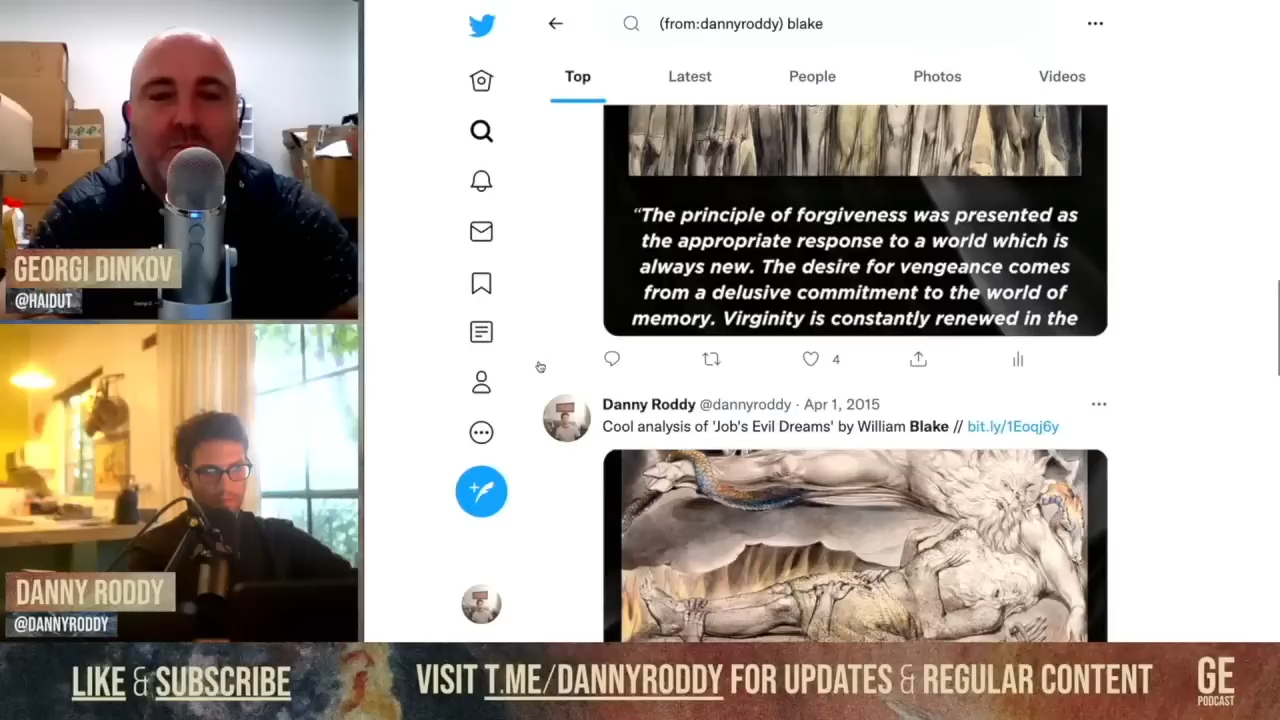 GEORGI DINKOV
@HAIDUT
DANNY RODDY
@DANNYRODDY
(from:dannyroddy) blake
Top Latest People Photos Videos
“The principle of forgiveness was presented as
the appropriate response to a world which is
always new. The desire for vengeance comes
from a delusive commitment to the world of
memory. Virginity is constantly renewed in the
4
Danny Roddy @dannyroddy · Apr 1, 2015
Cool analysis of 'Job's Evil Dreams' by William Blake // bit.ly/1Eoqj6y
LIKE & SUBSCRIBE
VISIT T.ME/DANNYRODDY FOR UPDATES & REGULAR CONTENT
GE
PODCAST